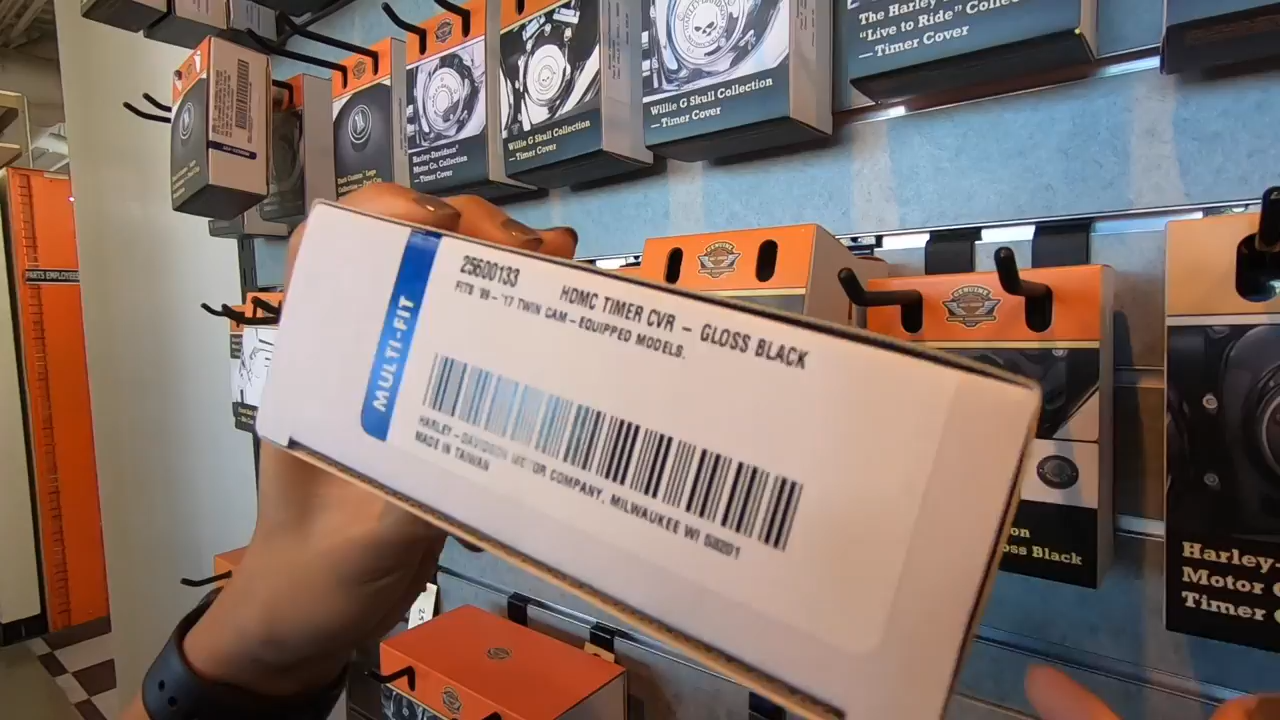 The Harley
"Live to Ride" Collec
— Timer Cover
Willie G Skull Collection
— Timer Cover
Willie G Skull Collection
— Timer Cover
Harley-Davidson
Motor Co. Collection
— Timer Cover
PARTS EMPLOYEES
GENUINE
GENUINE
25600133
HDMC TIMER CVR – GLOSS BLACK
FITS '99 – '17 TWIN CAM – EQUIPPED MODELS.
MULTI-FIT
HARLEY – DAVIDSON MOTOR COMPANY, MILWAUKEE WI
MADE IN TAIWAN
on
oss Black
Harley-
Motor
Timer